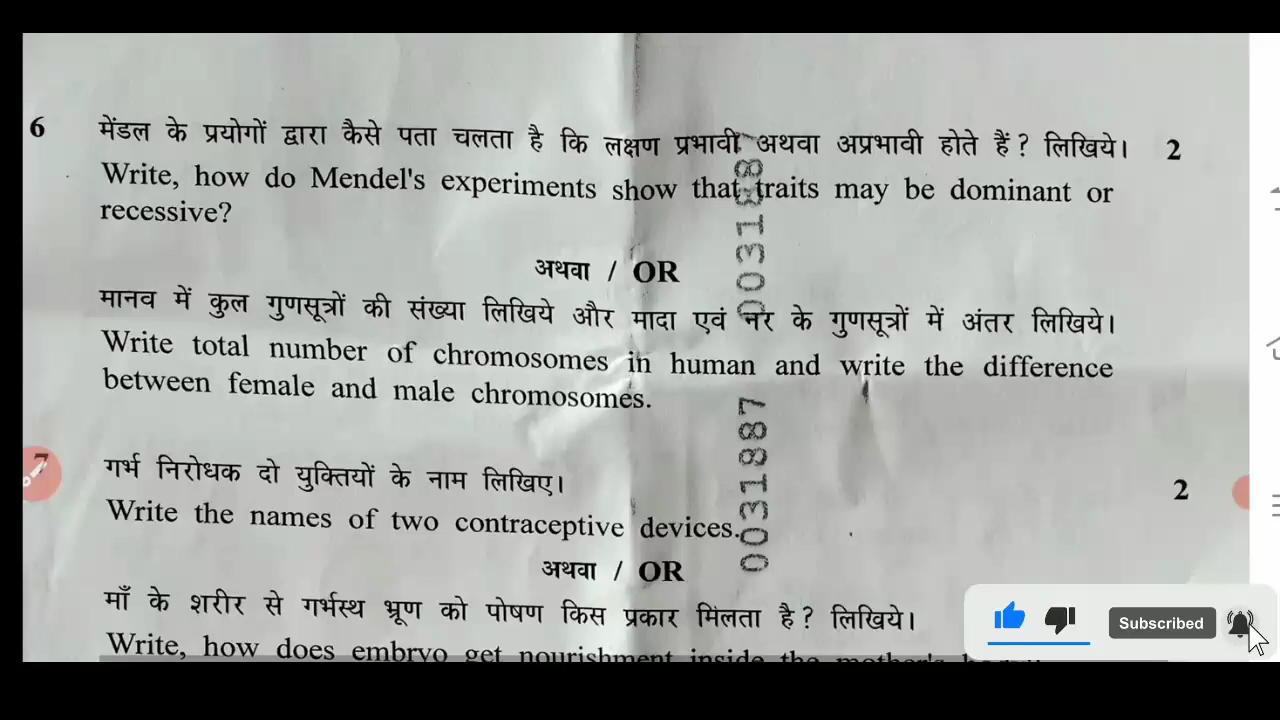 6 मेंडल के प्रयोगों द्वारा कैसे पता चलता है कि लक्षण प्रभावी अथवा अप्रभावी होते हैं? लिखिये। 2
Write, how do Mendel's experiments show that traits may be dominant or
recessive?
अथवा / OR
मानव में कुल गुणसूत्रों की संख्या लिखिये और मादा एवं नर के गुणसूत्रों में अंतर लिखिये।
Write total number of chromosomes in human and write the difference
between female and male chromosomes.
7 गर्भ निरोधक दो युक्तियों के नाम लिखिए। 2
Write the names of two contraceptive devices.
अथवा / OR
माँ के शरीर से गर्भस्थ भ्रूण को पोषण किस प्रकार मिलता है? लिखिये।
Write, how does embryo get nourishment inside the mother's
0031887
Subscribed